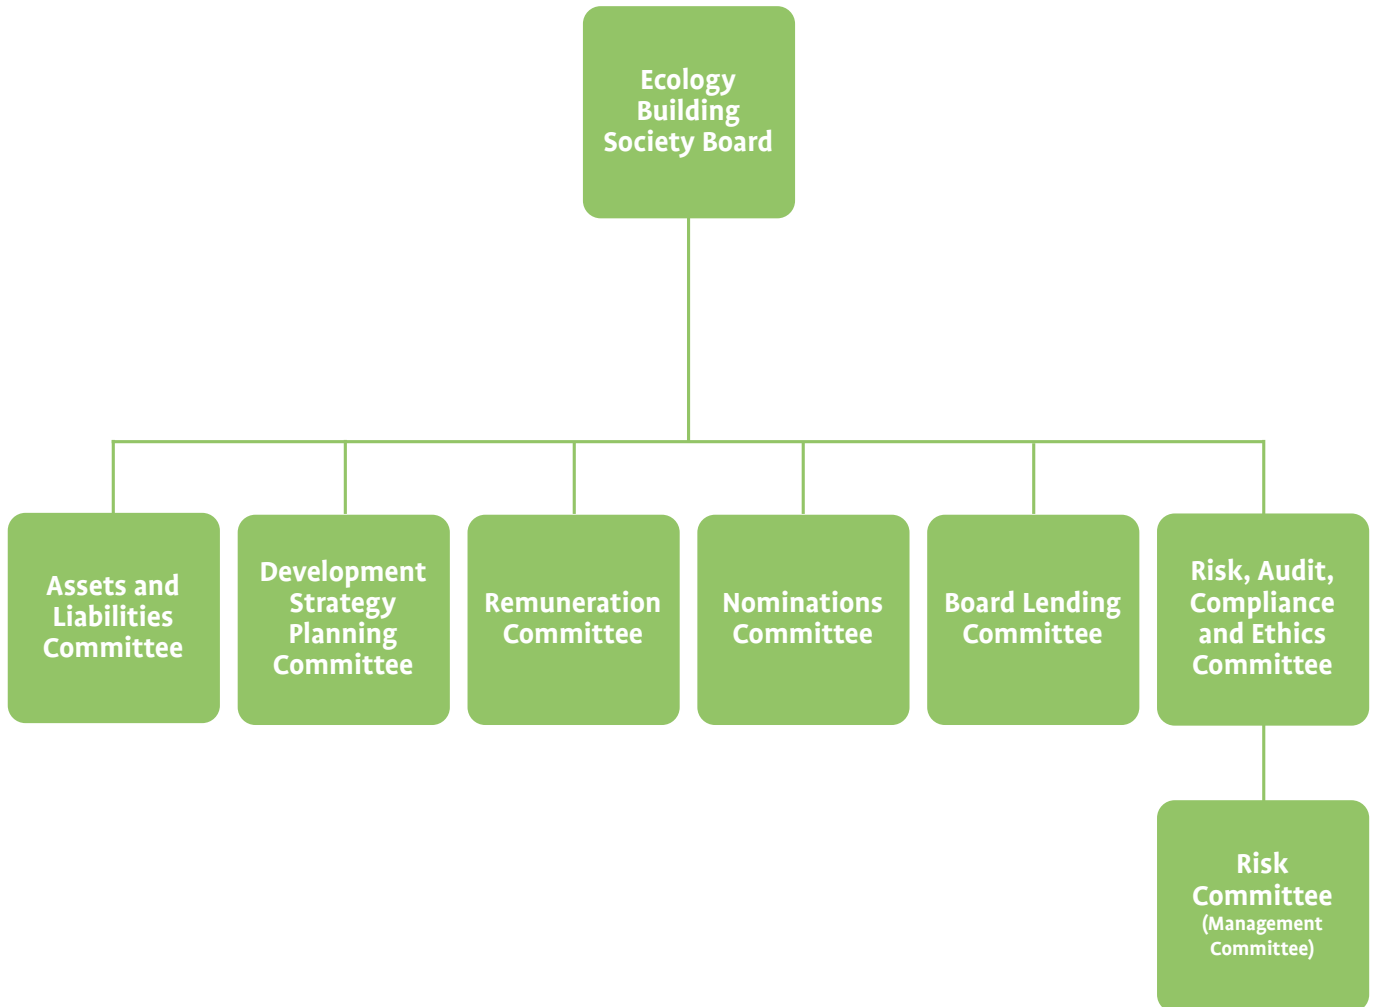 Ecology
Building
Society Board
Assets and
Liabilities
Committee
Development
Strategy
Planning
Committee
Remuneration
Committee
Nominations
Committee
Board Lending
Committee
Risk, Audit,
Compliance
and Ethics
Committee
Risk
Committee
(Management
Committee)